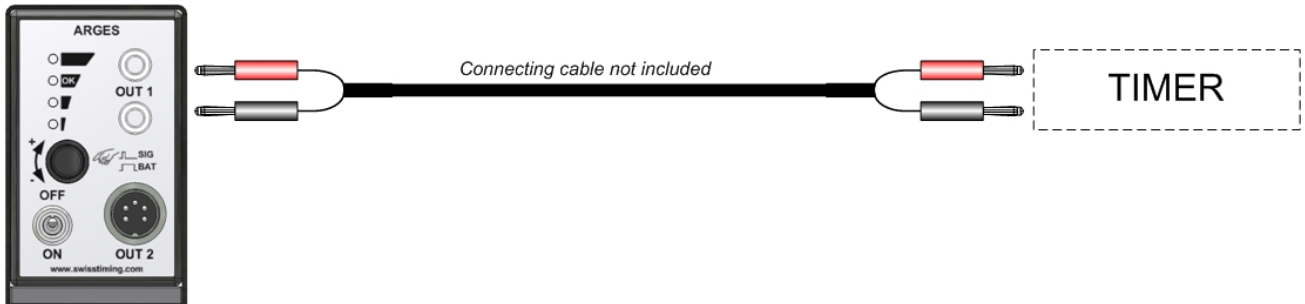 ARGES
OK
OUT 1
+
SIG
BAT
-
OFF
ON
OUT 2
www.swisstiming.com
Connecting cable not included
TIMER